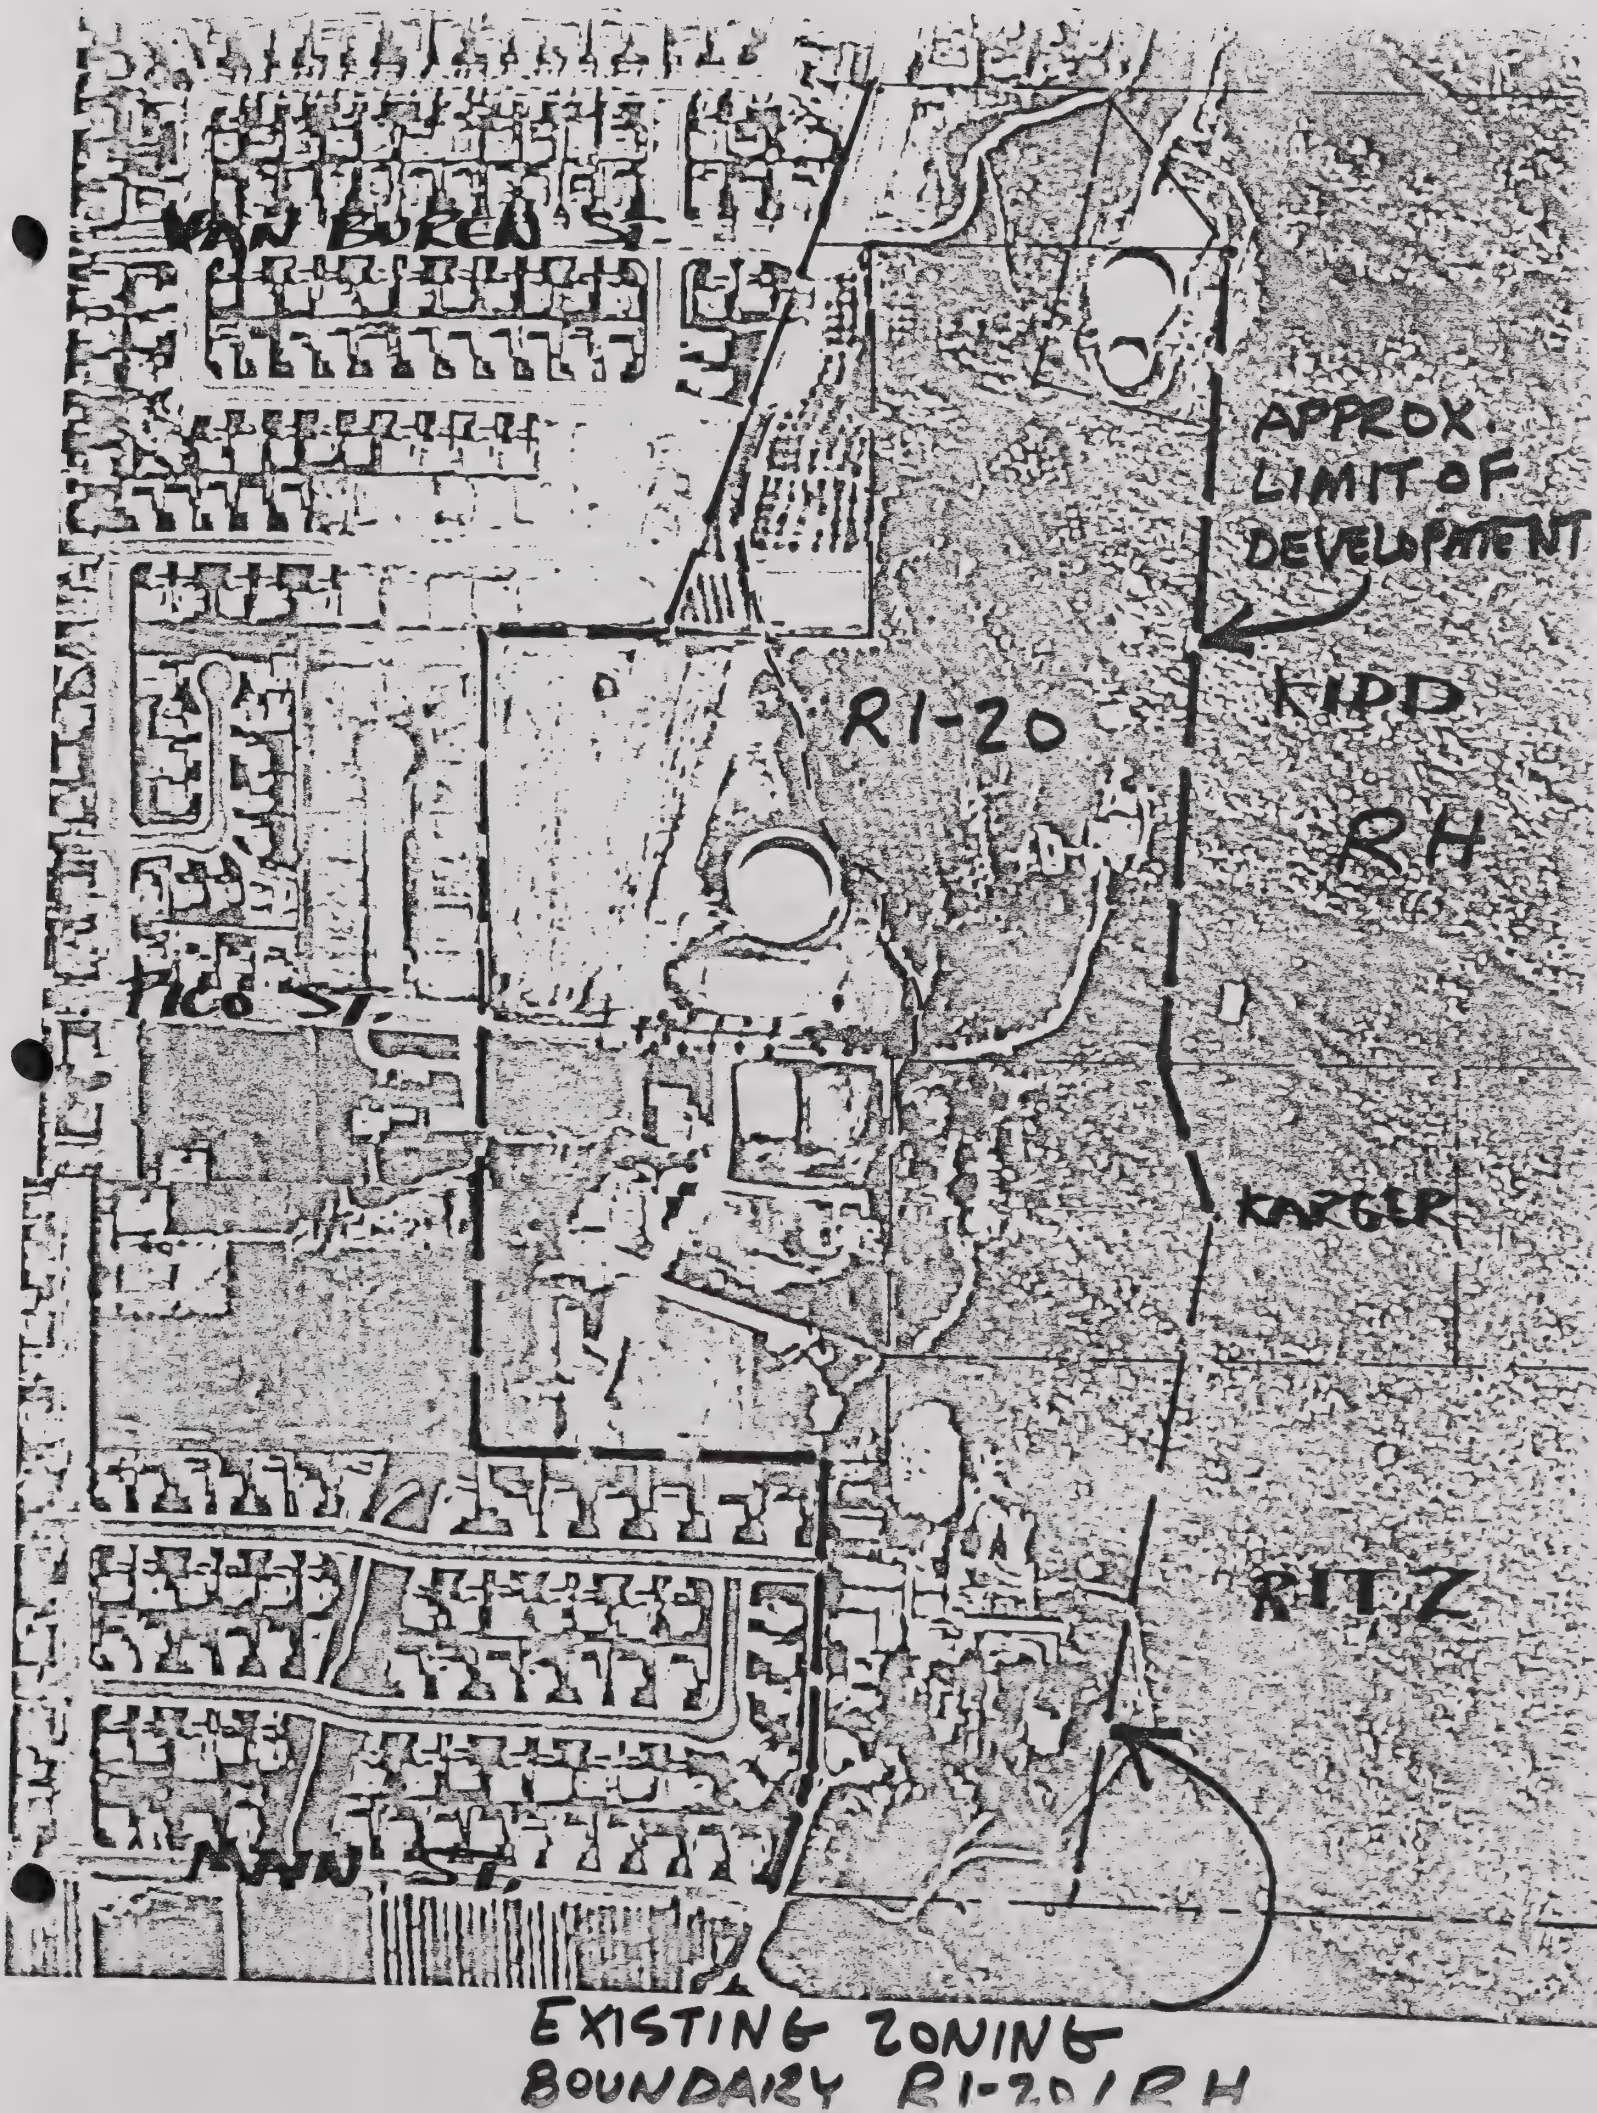 VAN BUREN ST.
APPROX.
LIMIT OF
DEVELOPMENT
KIDD
R1-20
RH
PICO ST.
KARGER
RITZ
MAIN ST.
EXISTING ZONING
BOUNDARY R1-20/RH